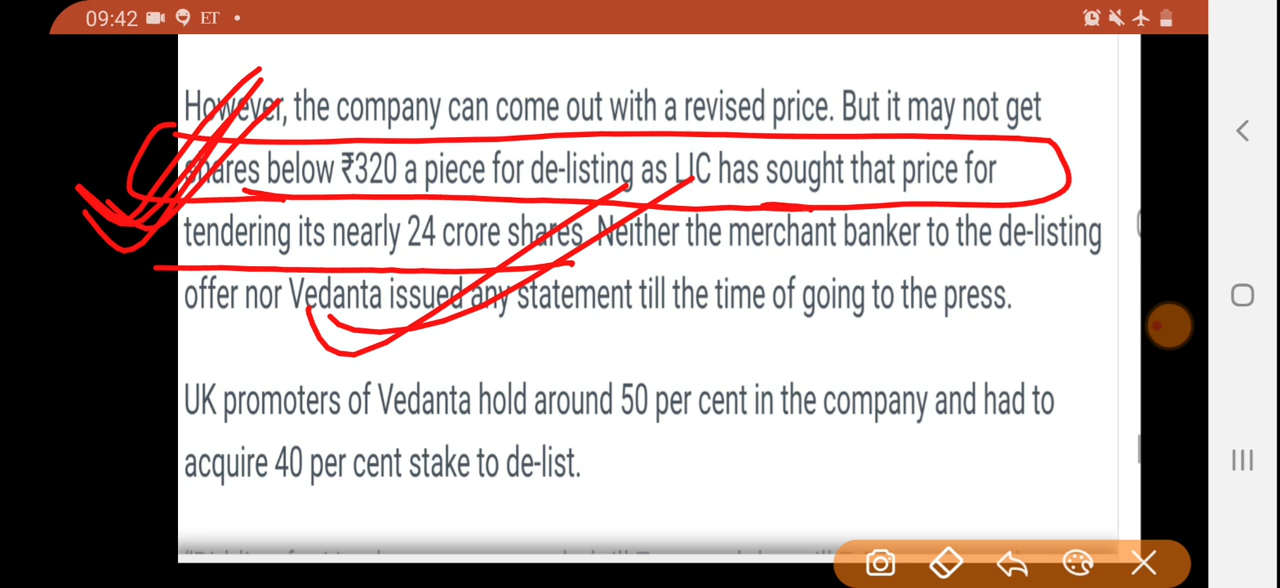 09:42 ET
However, the company can come out with a revised price. But it may not get
shares below ₹320 a piece for de-listing as LIC has sought that price for
tendering its nearly 24 crore shares. Neither the merchant banker to the de-listing
offer nor Vedanta issued any statement till the time of going to the press.
UK promoters of Vedanta hold around 50 per cent in the company and had to
acquire 40 per cent stake to de-list.